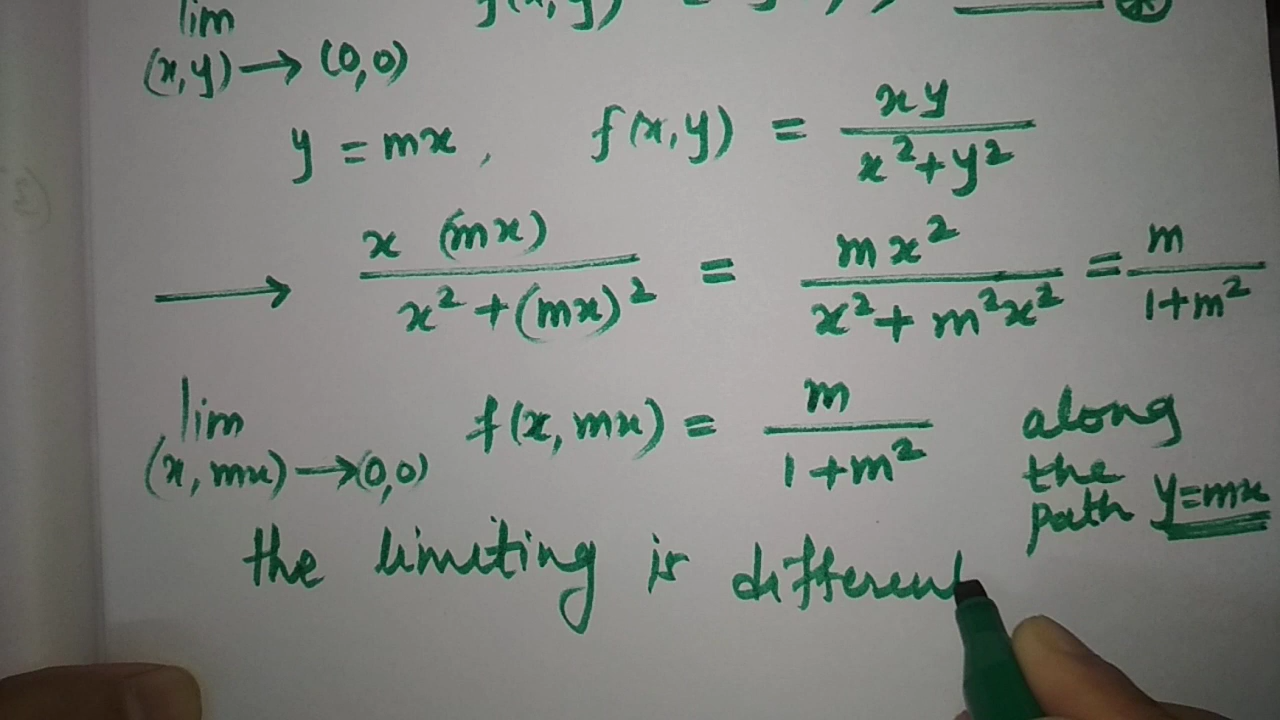 lim
(x,y)→(0,0)
y = mx, f(x,y) = xy / x²+y²
→ x (mx) / x²+(mx)² = mx² / x²+m²x² = m / 1+m²
lim f(x,mx) = m / 1+m² along
(x,mx)→(0,0) the
path y=mx
the limiting is different